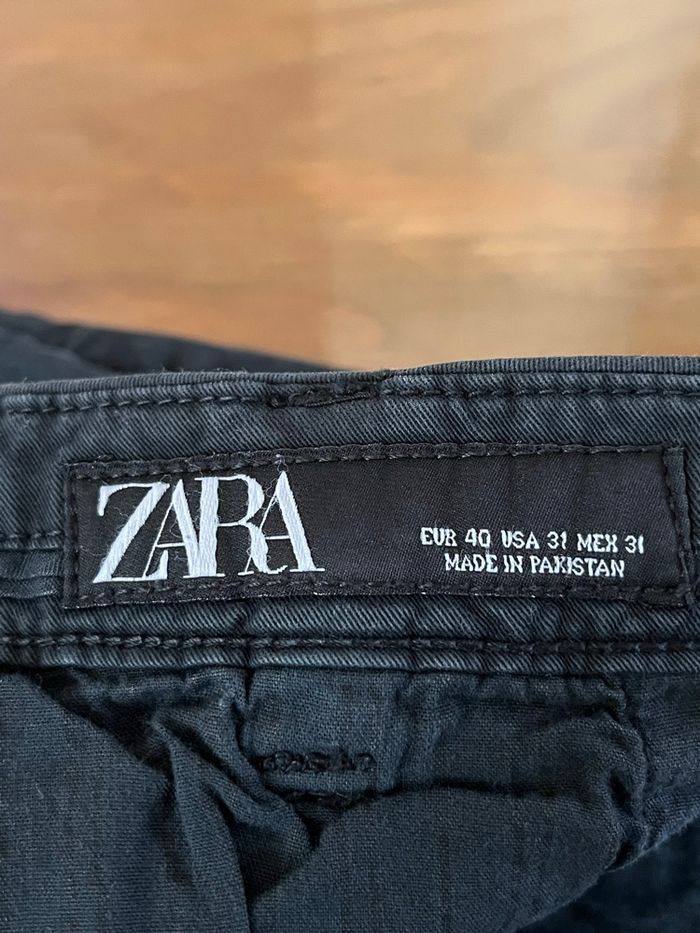 ZARA
EUR 40 USA 31 MEX 31
MADE IN PAKISTAN